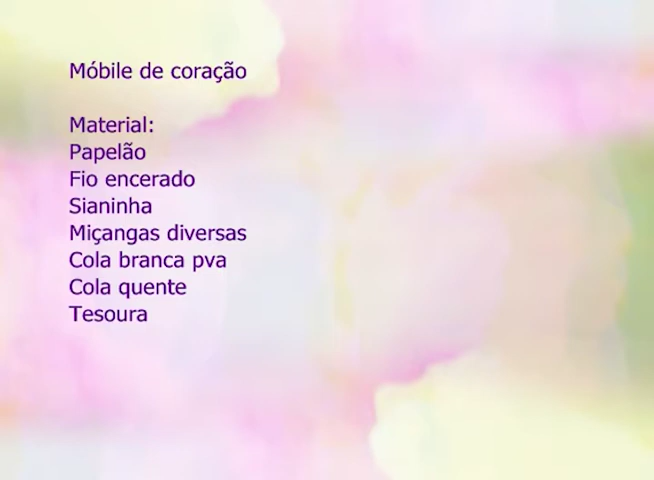 Móbile de coração
Material:
Papelão
Fio encerado
Sianinha
Miçangas diversas
Cola branca pva
Cola quente
Tesoura